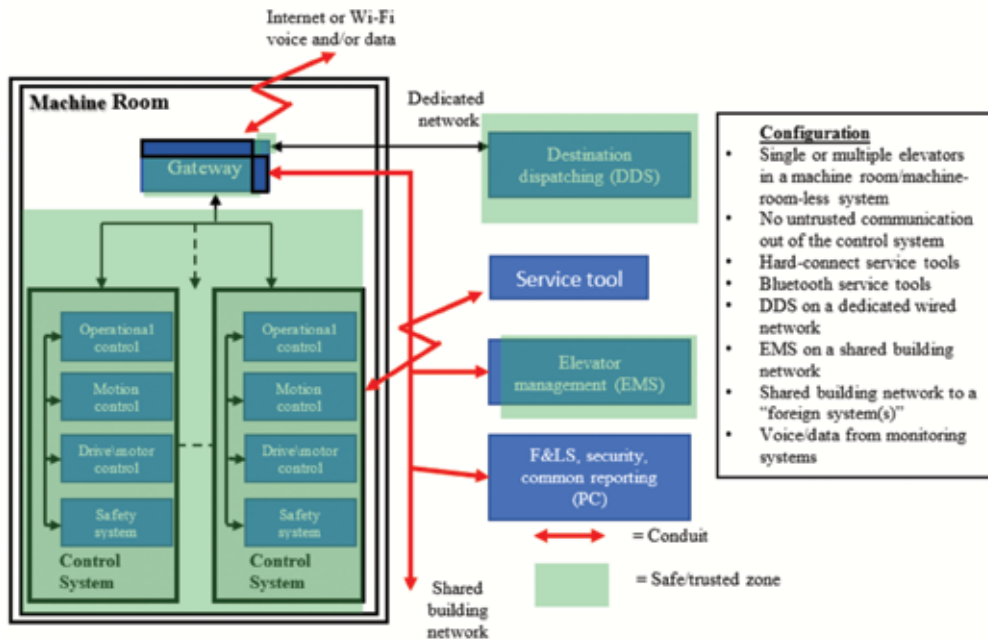 Internet or Wi-Fi
voice and/or data
Machine Room
Gateway
Dedicated
network
Destination
dispatching (DDS)
Service tool
Elevator
management (EMS)
F&LS, security,
common reporting
(PC)
Operational
control
Motion
control
Drive\motor
control
Safety
system
Control
System
Operational
control
Motion
control
Drive\motor
control
Safety
system
Control
System
Shared
building
network
= Conduit
= Safe/trusted zone
Configuration
• Single or multiple elevators
in a machine room/machine-
room-less system
• No untrusted communication
out of the control system
• Hard-connect service tools
• Bluetooth service tools
• DDS on a dedicated wired
network
• EMS on a shared building
network
• Shared building network to a
“foreign system(s)”
• Voice/data from monitoring
systems